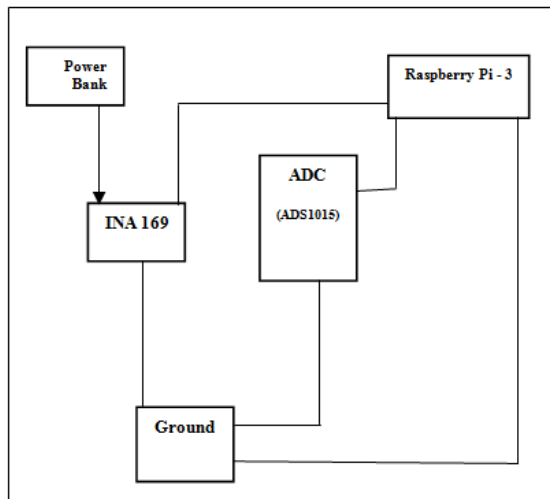 Power
Bank
Raspberry Pi - 3
ADC
(ADS1015)
INA 169
Ground